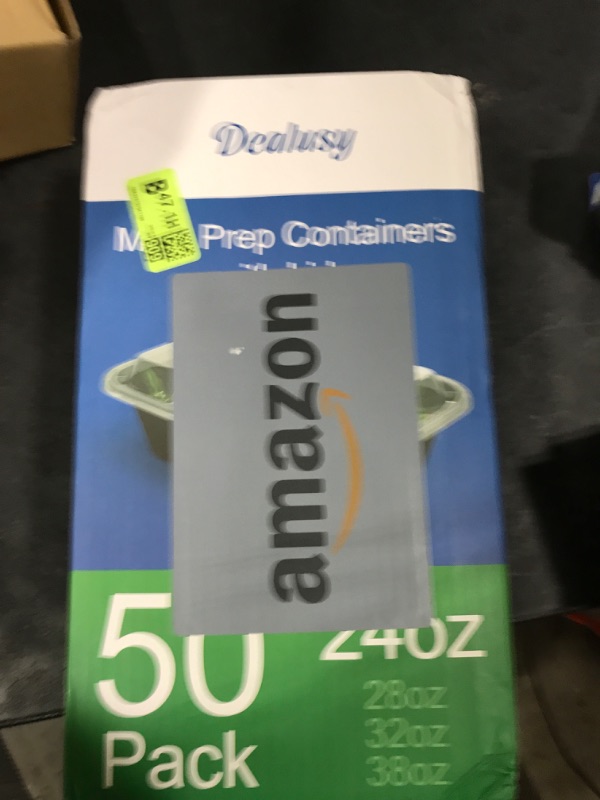 Dealusy
Prep Containers
amazon
50
Pack
24oz
28oz
32oz
38oz